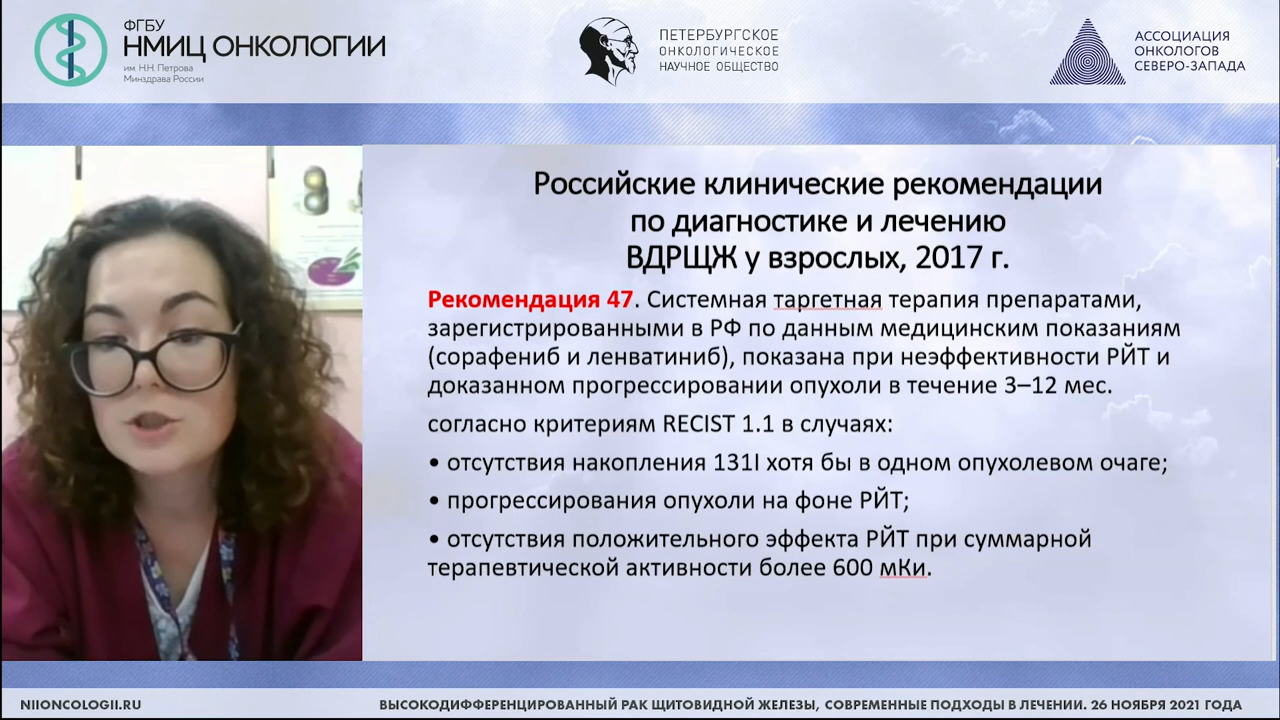 ФГБУ
НМИЦ ОНКОЛОГИИ
им. Н.Н. Петрова
Минздрава России
ПЕТЕРБУРГСКОЕ
ОНКОЛОГИЧЕСКОЕ
НАУЧНОЕ ОБЩЕСТВО
АССОЦИАЦИЯ
ОНКОЛОГОВ
СЕВЕРО-ЗАПАДА
Российские клинические рекомендации
по диагностике и лечению
ВДРЩЖ у взрослых, 2017 г.
Рекомендация 47. Системная таргетная терапия препаратами,
зарегистрированными в РФ по данным медицинским показаниям
(сорафениб и ленватиниб), показана при неэффективности РЙТ и
доказанном прогрессировании опухоли в течение 3–12 мес.
согласно критериям RECIST 1.1 в случаях:
• отсутствия накопления 131I хотя бы в одном опухолевом очаге;
• прогрессирования опухоли на фоне РЙТ;
• отсутствия положительного эффекта РЙТ при суммарной
терапевтической активности более 600 мКи.
NIIONCOLOGII.RU
ВЫСОКОДИФФЕРЕНЦИРОВАННЫЙ РАК ЩИТОВИДНОЙ ЖЕЛЕЗЫ, СОВРЕМЕННЫЕ ПОДХОДЫ В ЛЕЧЕНИИ. 26 НОЯБРЯ 2021 ГОДА